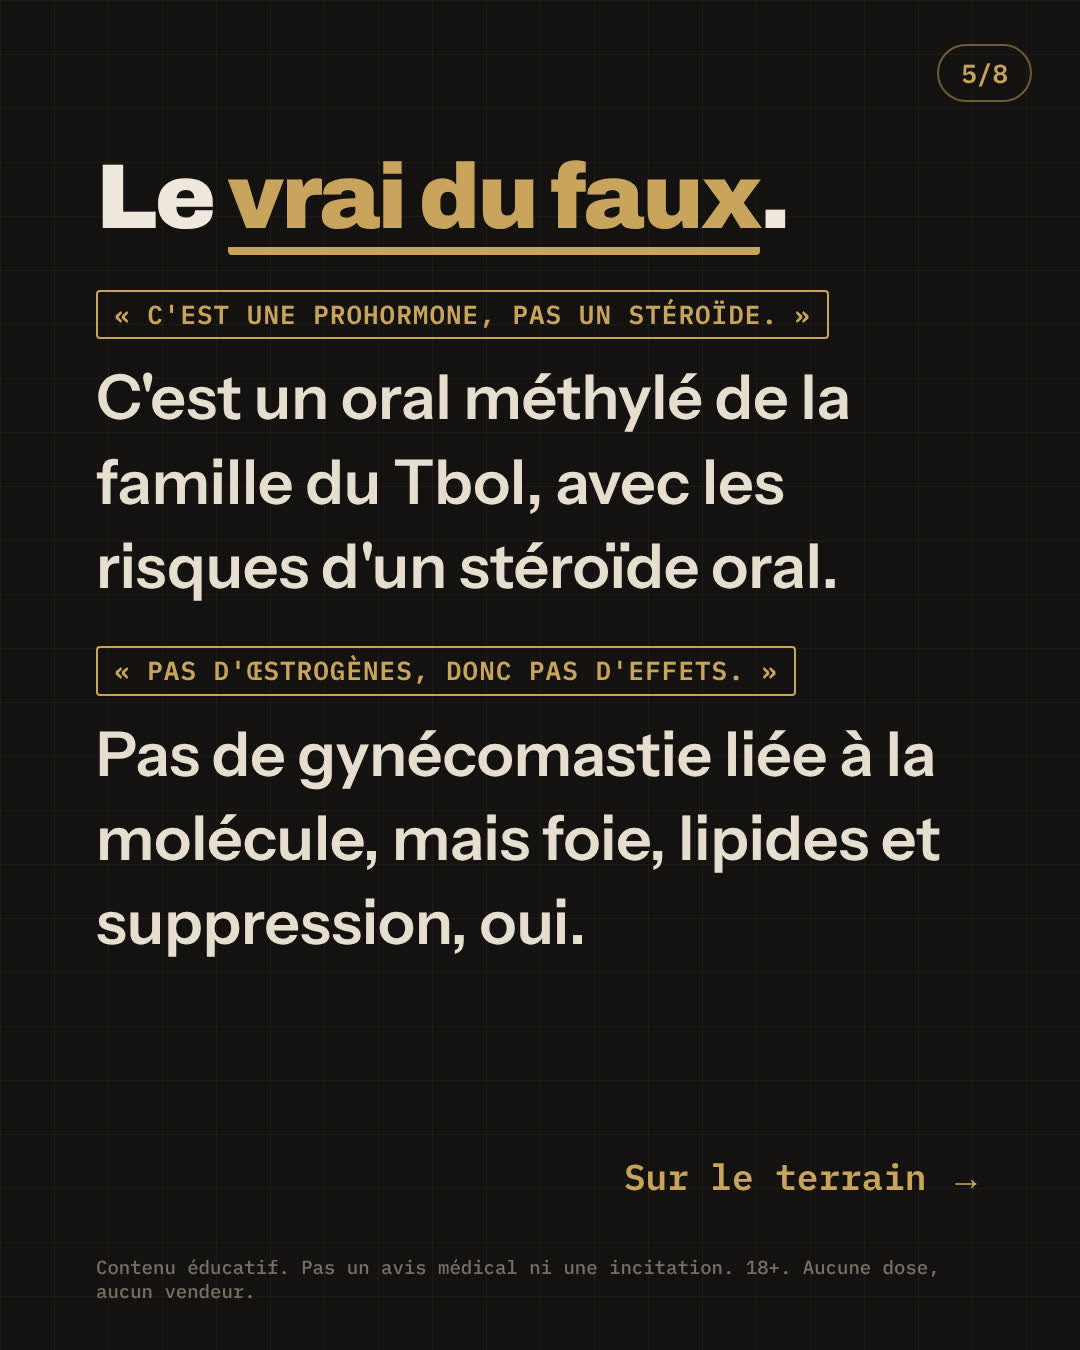 5/8
Le vrai du faux.
« C'EST UNE PROHORMONE, PAS UN STÉROÏDE. »
C'est un oral méthylé de la
famille du Tbol, avec les
risques d'un stéroïde oral.
« PAS D'ŒSTROGÈNES, DONC PAS D'EFFETS. »
Pas de gynécomastie liée à la
molécule, mais foie, lipides et
suppression, oui.
Sur le terrain →
Contenu éducatif. Pas un avis médical ni une incitation. 18+. Aucune dose,
aucun vendeur.